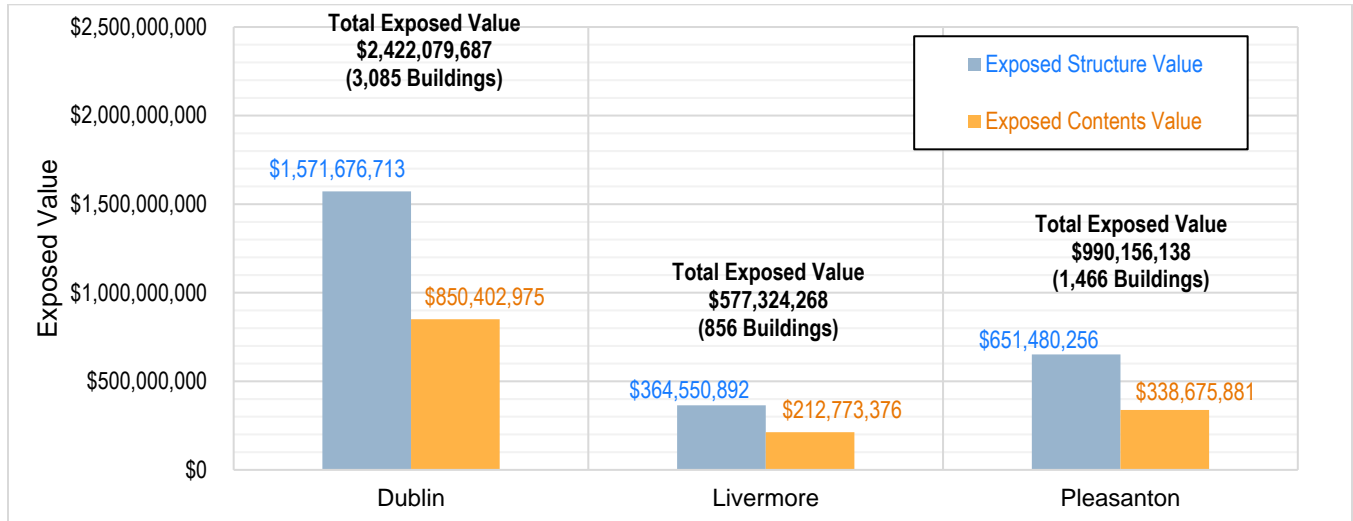 Exposed Value
$2,500,000,000
$2,000,000,000
$1,500,000,000
$1,000,000,000
$500,000,000
$0
Total Exposed Value
$2,422,079,687
(3,085 Buildings)
$1,571,676,713
$850,402,975
Dublin
Total Exposed Value
$577,324,268
(856 Buildings)
$364,550,892
$212,773,376
Livermore
Total Exposed Value
$990,156,138
(1,466 Buildings)
$651,480,256
$338,675,881
Pleasanton
Exposed Structure Value
Exposed Contents Value